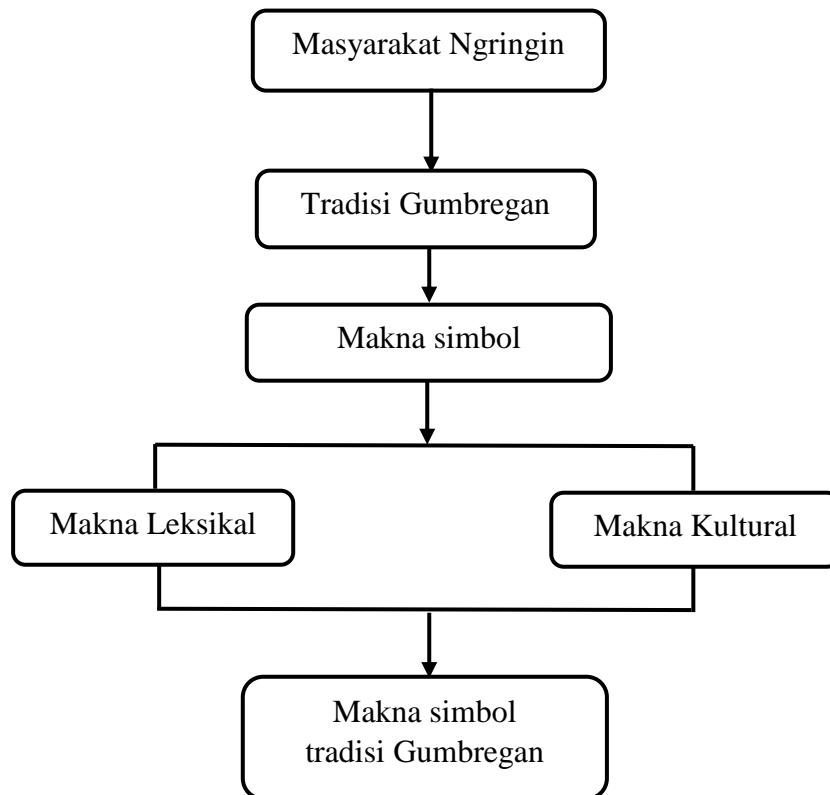 Masyarakat Ngringin
Tradisi Gumbregan
Makna simbol
Makna Leksikal
Makna Kultural
Makna simbol
tradisi Gumbregan